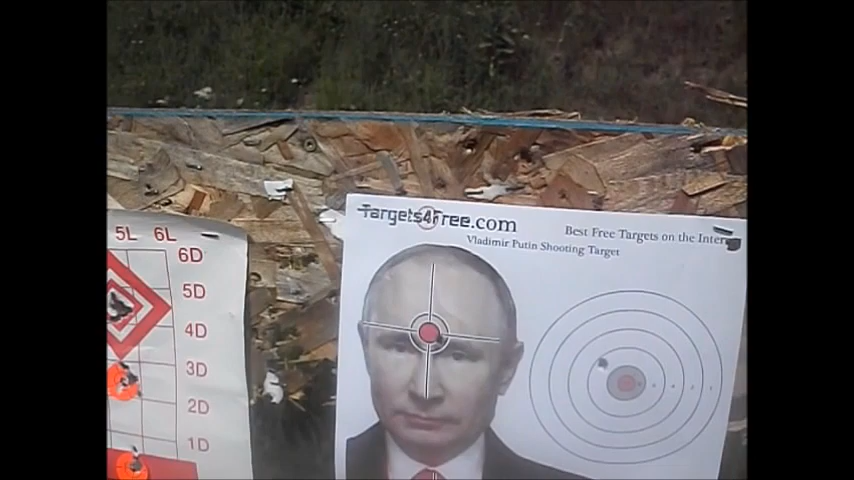 Targets4Free.com
Best Free Targets on the Inter
Vladimir Putin Shooting Target
5L 6L
6D
5D
4D
3D
2D
1D